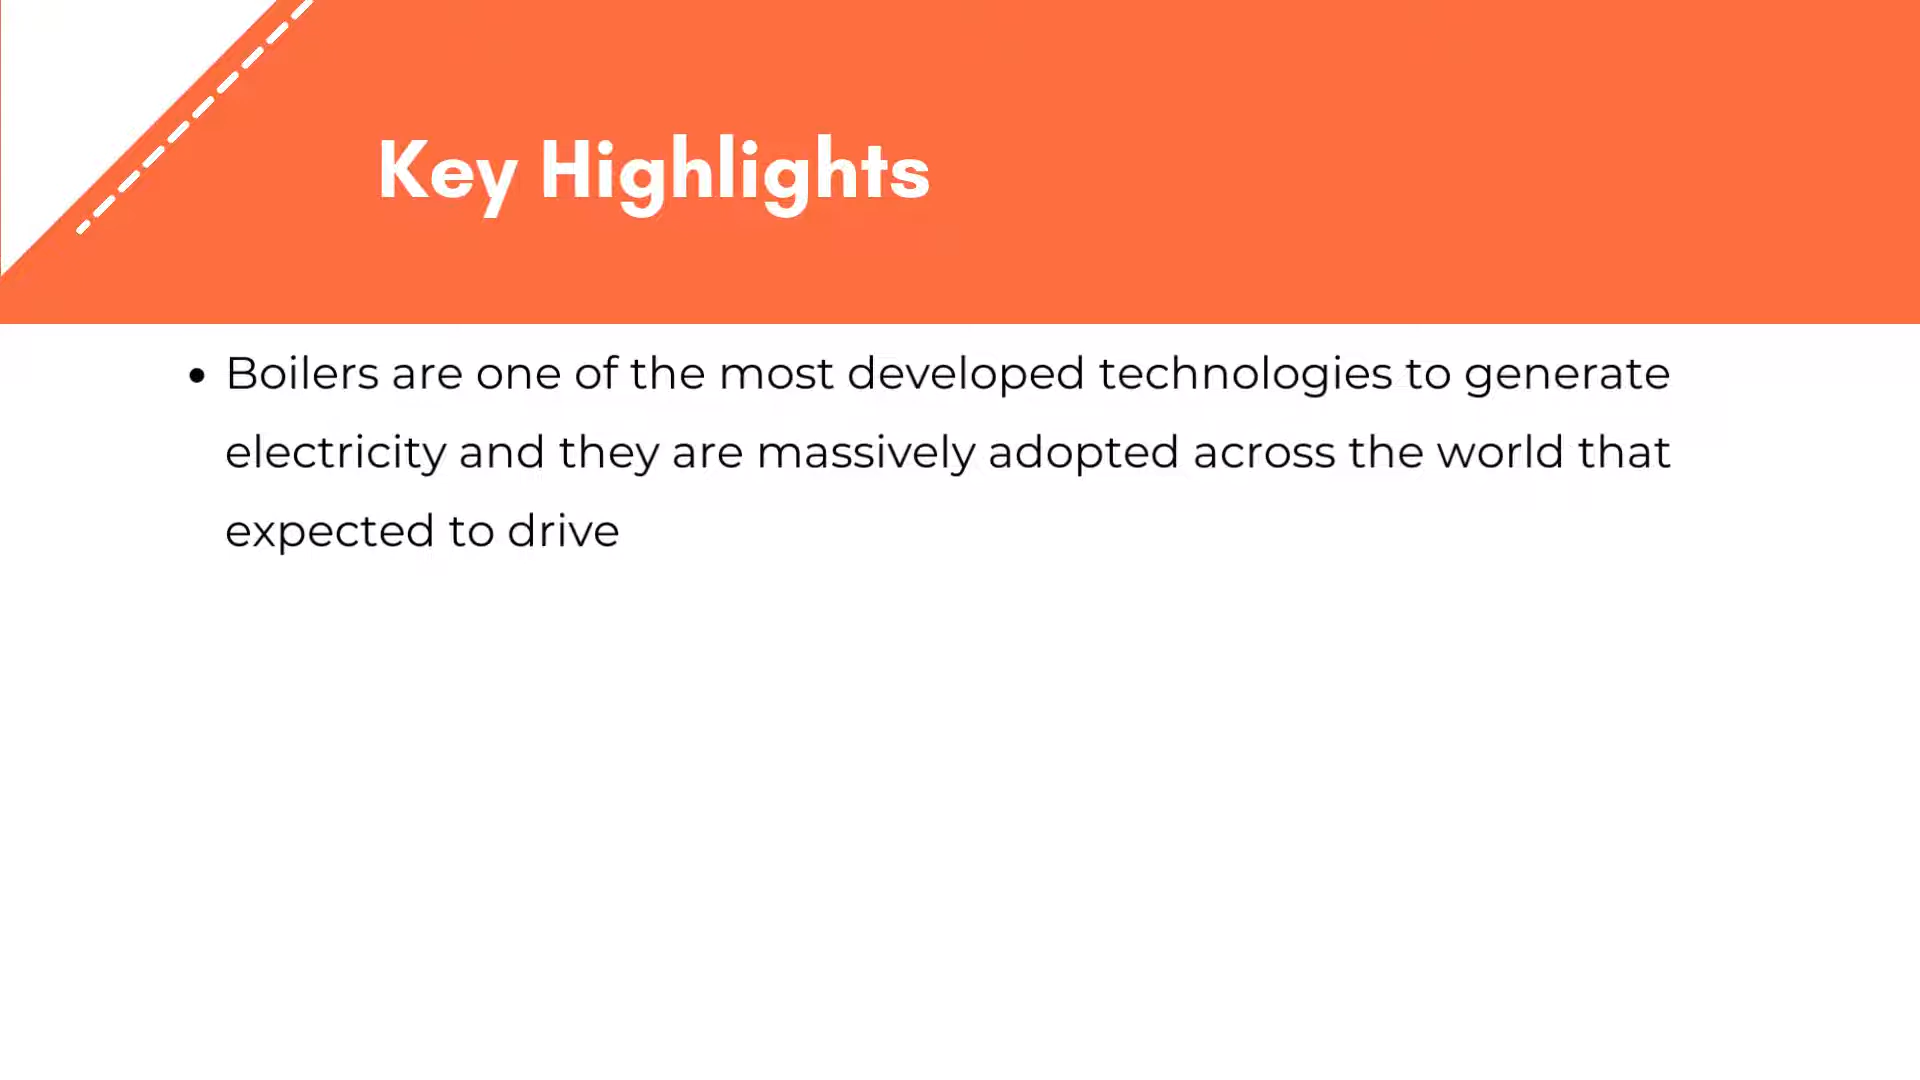 Key Highlights
• Boilers are one of the most developed technologies to generate
electricity and they are massively adopted across the world that
expected to drive